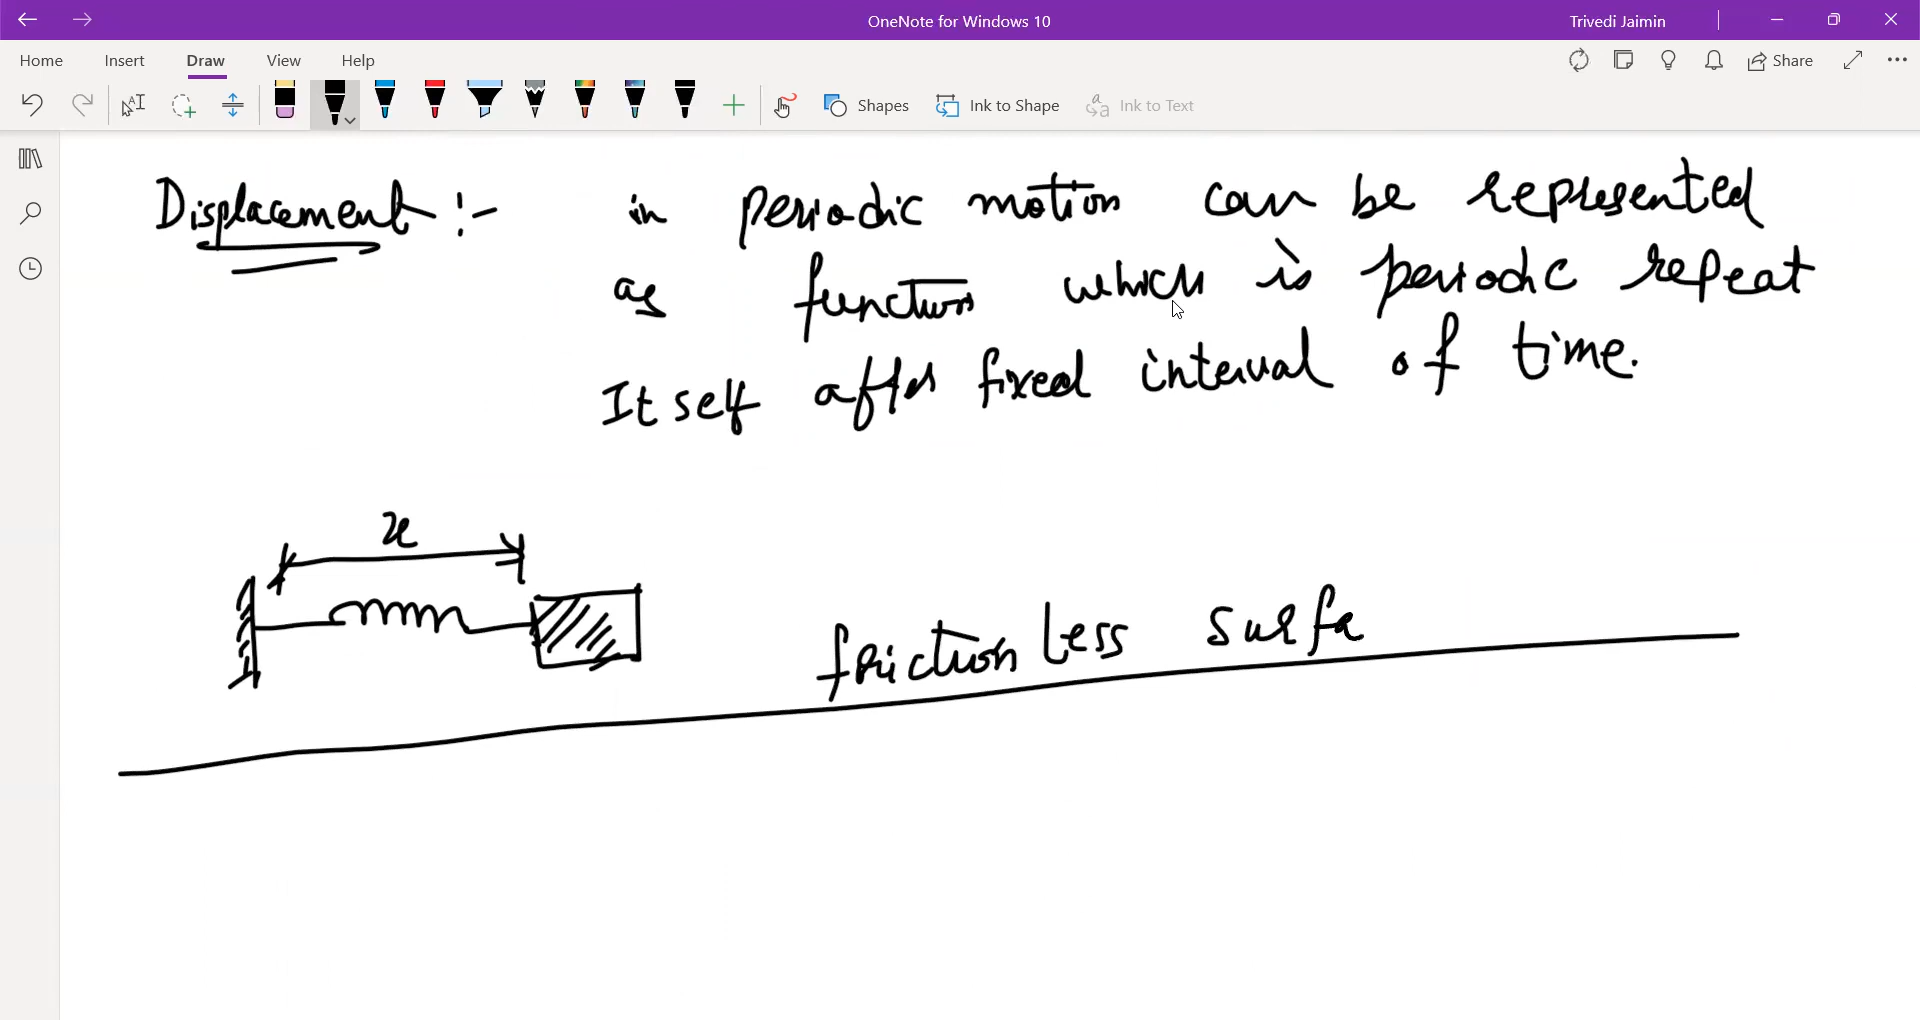 OneNote for Windows 10
Trivedi Jaimin
Home Insert Draw View Help
Share
Shapes Ink to Shape Ink to Text
Displacement :- in periodic motion can be represented
as function which is periodic repeat
It self after fixed interval of time.
x
friction less surfa